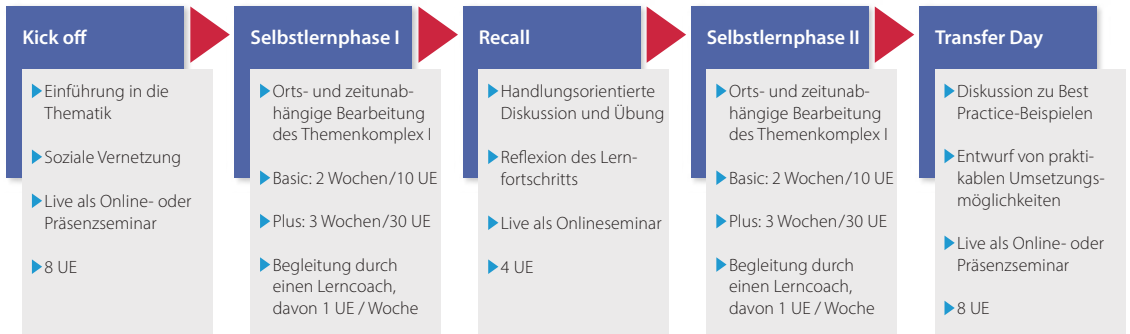 Kick off
Einführung in die
Thematik
Soziale Vernetzung
Live als Online- oder
Präsenzseminar
8 UE
Selbstlernphase I
Orts- und zeitunab-
hängige Bearbeitung
des Themenkomplex I
Basic: 2 Wochen/10 UE
Plus: 3 Wochen/30 UE
Begleitung durch
einen Lerncoach,
davon 1 UE / Woche
Recall
Handlungsorientierte
Diskussion und Übung
Reflexion des Lern-
fortschritts
Live als Onlineseminar
4 UE
Selbstlernphase II
Orts- und zeitunab-
hängige Bearbeitung
des Themenkomplex I
Basic: 2 Wochen/10 UE
Plus: 3 Wochen/30 UE
Begleitung durch
einen Lerncoach,
davon 1 UE / Woche
Transfer Day
Diskussion zu Best
Practice-Beispielen
Entwurf von prakti-
kablen Umsetzungs-
möglichkeiten
Live als Online- oder
Präsenzseminar
8 UE